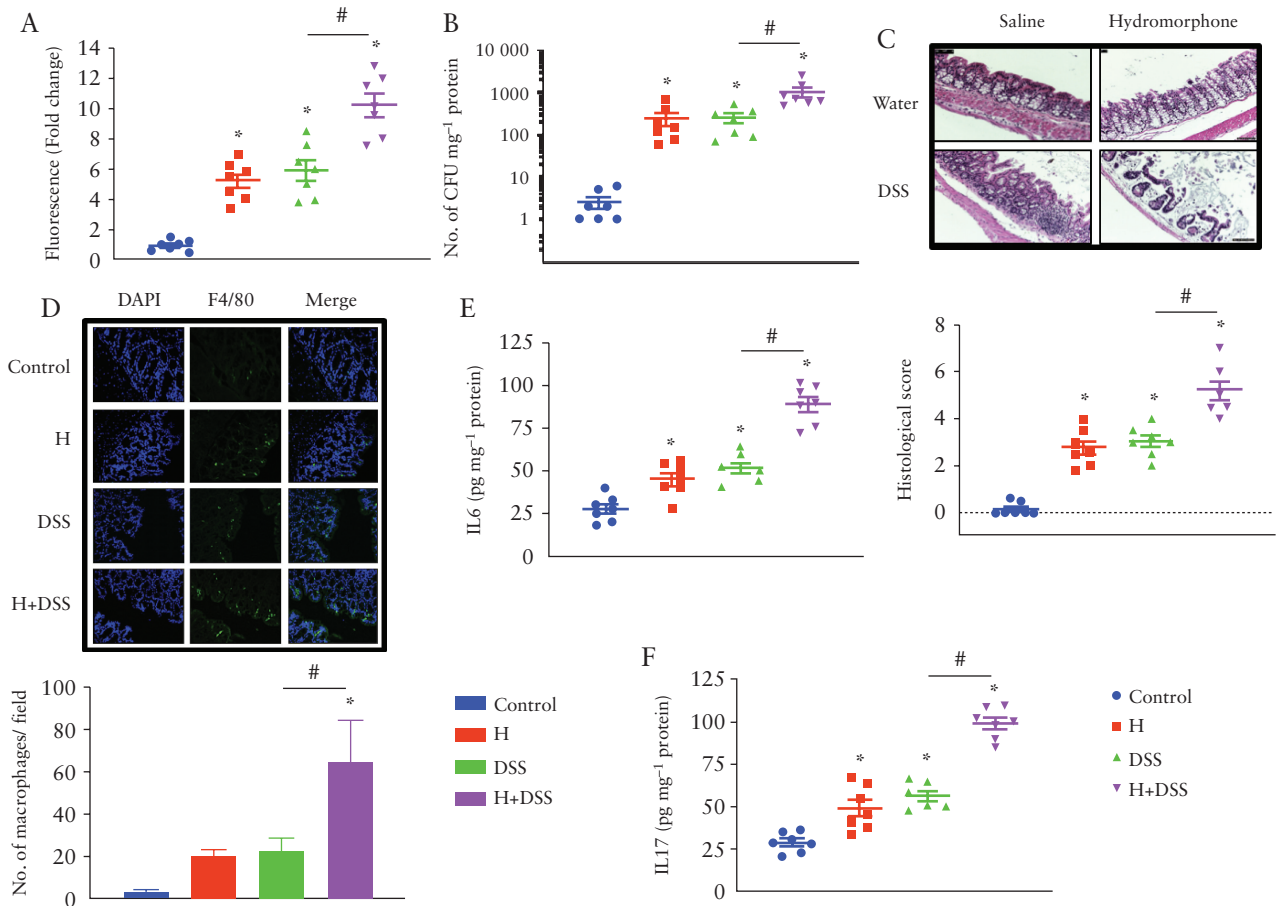 A
#
Fluorescence (Fold change)
14
12
10
8
6
4
2
0
*
*
*
B
#
No. of CFU mg⁻¹ protein
10 000
1000
100
10
1
*
*
*
C
Saline
Hydromorphone
Water
DSS
#
Histological score
8
6
4
2
0
*
*
*
D
DAPI
F4/80
Merge
Control
H
DSS
H+DSS
#
No. of macrophages/ field
100
80
60
40
20
0
*
Control
H
DSS
H+DSS
E
#
IL6 (pg mg⁻¹ protein)
125
100
75
50
25
0
*
*
*
F
#
IL17 (pg mg⁻¹ protein)
125
100
75
50
25
0
*
*
*
Control
H
DSS
H+DSS